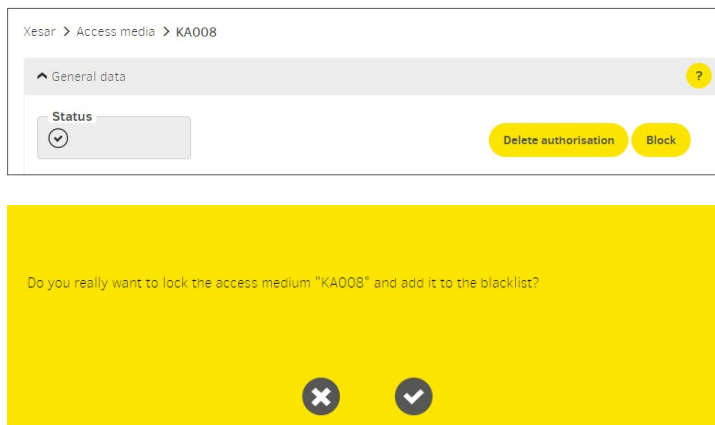 Xesar > Access media > KA008
General data
?
Status
Delete authorisation Block
Do you really want to lock the access medium "KA008" and add it to the blacklist?